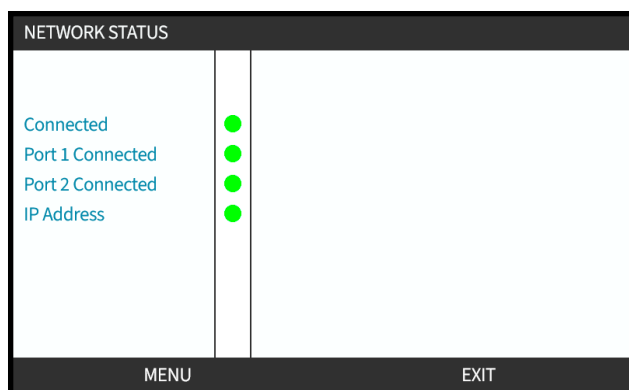 NETWORK STATUS
Connected
Port 1 Connected
Port 2 Connected
IP Address
MENU EXIT